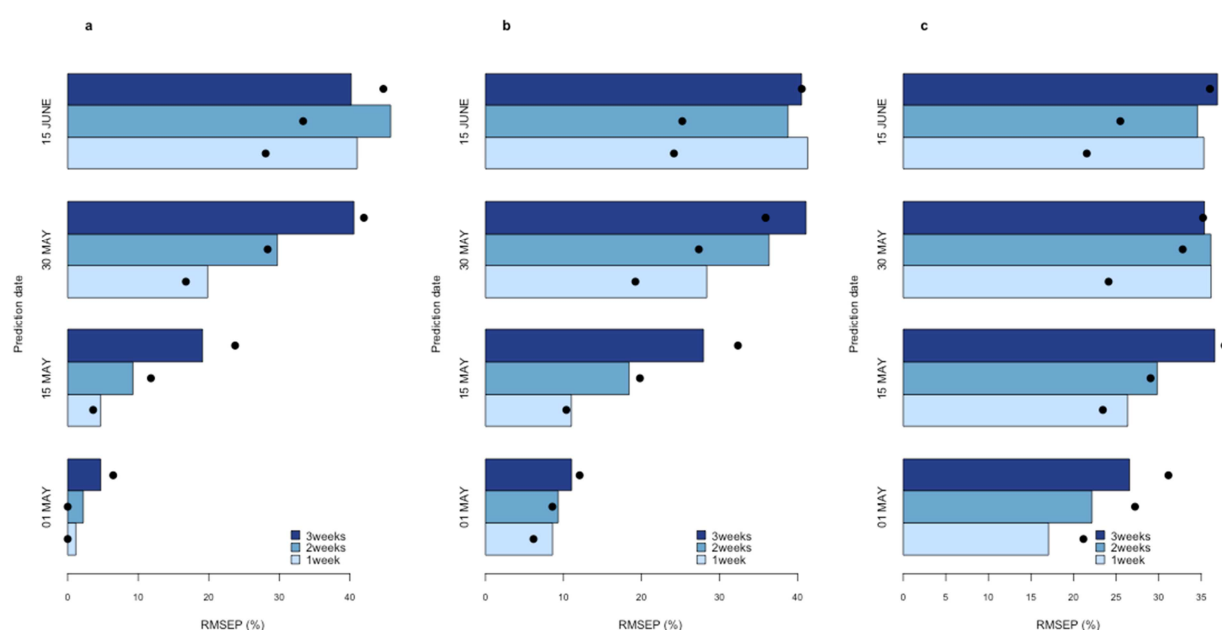 a
15 JUNE
30 MAY
15 MAY
01 MAY
Prediction date
3weeks
2weeks
1week
0 10 20 30 40
RMSEP (%)
b
15 JUNE
30 MAY
15 MAY
01 MAY
Prediction date
3weeks
2weeks
1week
0 10 20 30 40
RMSEP (%)
c
15 JUNE
30 MAY
15 MAY
01 MAY
Prediction date
3weeks
2weeks
1week
0 5 10 15 20 25 30 35
RMSEP (%)